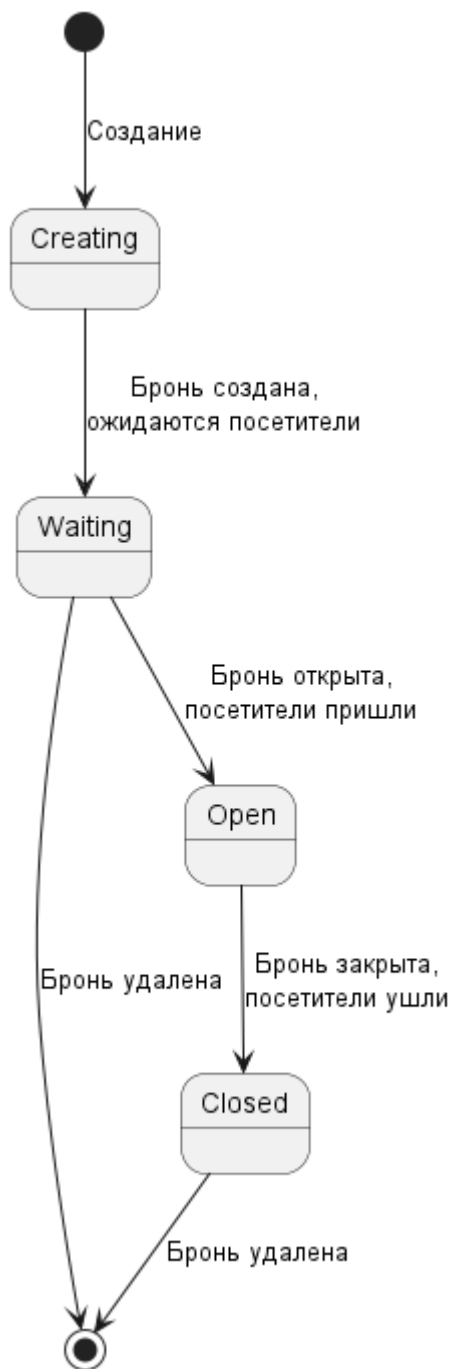 Создание
Creating
Бронь создана,
ожидаются посетители
Waiting
Бронь открыта,
посетители пришли
Open
Бронь удалена
Бронь закрыта,
посетители ушли
Closed
Бронь удалена